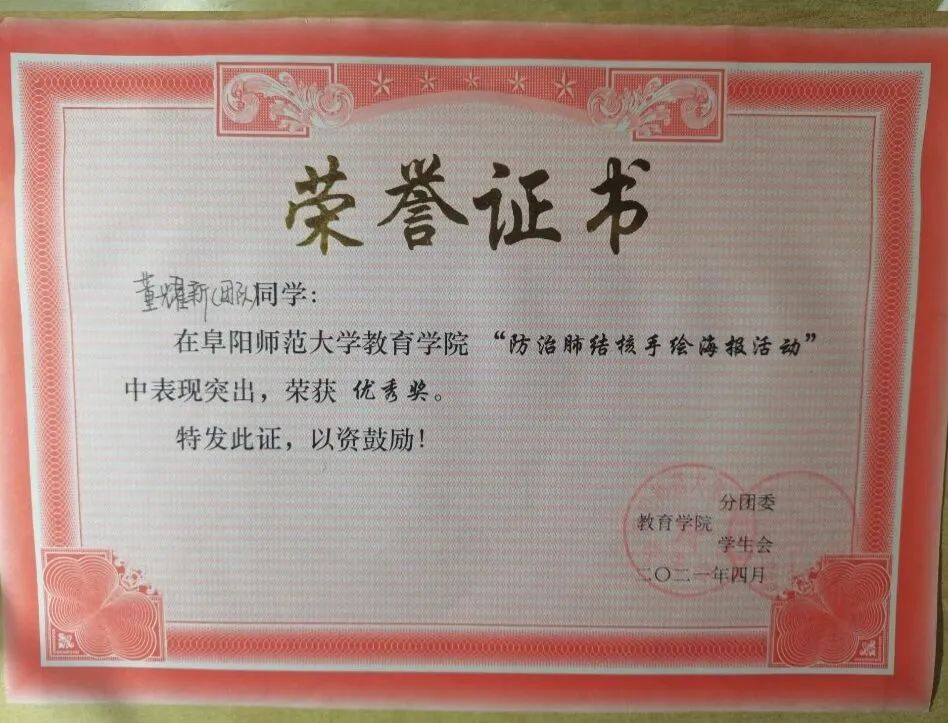 荣誉证书
董耀新(团队)同学：
在阜阳师范大学教育学院 “防治肺结核手绘海报活动”
中表现突出，荣获 优秀奖。
特发此证，以资鼓励！
分团委
教育学院
学生会
二〇二一年四月